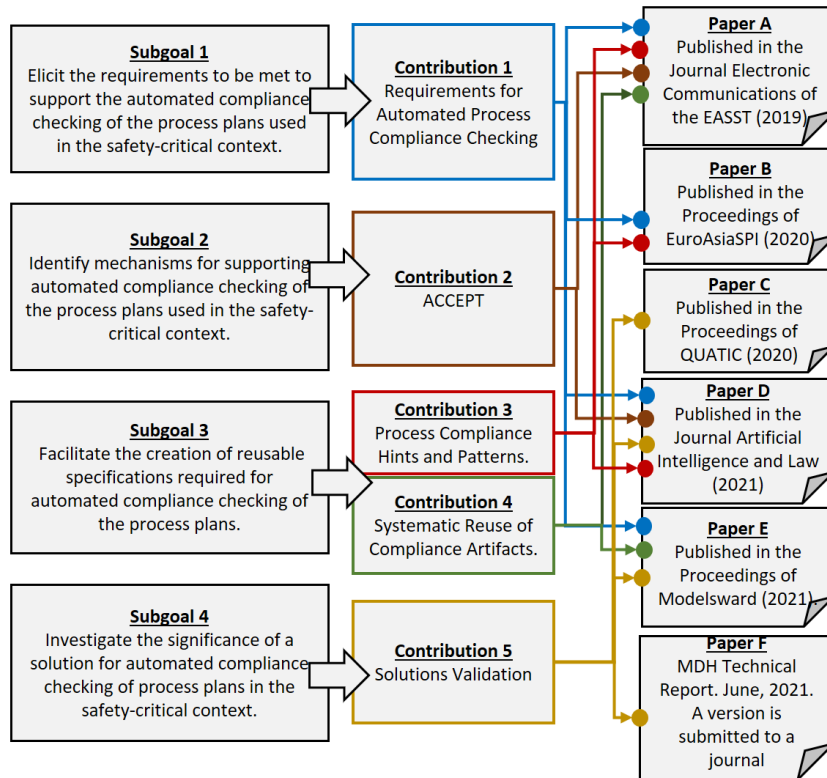 Subgoal 1
Elicit the requirements to be met to
support the automated compliance
checking of the process plans used
in the safety-critical context.
Contribution 1
Requirements for
Automated Process
Compliance Checking
Paper A
Published in the
Journal Electronic
Communications of
the EASST (2019)
Paper B
Published in the
Proceedings of
EuroAsiaSPI (2020)
Subgoal 2
Identify mechanisms for supporting
automated compliance checking of
the process plans used in the safety-
critical context.
Contribution 2
ACCEPT
Paper C
Published in the
Proceedings of
QUATIC (2020)
Subgoal 3
Facilitate the creation of reusable
specifications required for
automated compliance checking of
the process plans.
Contribution 3
Process Compliance
Hints and Patterns.
Contribution 4
Systematic Reuse of
Compliance Artifacts.
Paper D
Published in the
Journal Artificial
Intelligence and Law
(2021)
Paper E
Published in the
Proceedings of
Modelsward (2021).
Subgoal 4
Investigate the significance of a
solution for automated compliance
checking of process plans in the
safety-critical context.
Contribution 5
Solutions Validation
Paper F
MDH Technical
Report. June, 2021.
A version is
submitted to a
journal